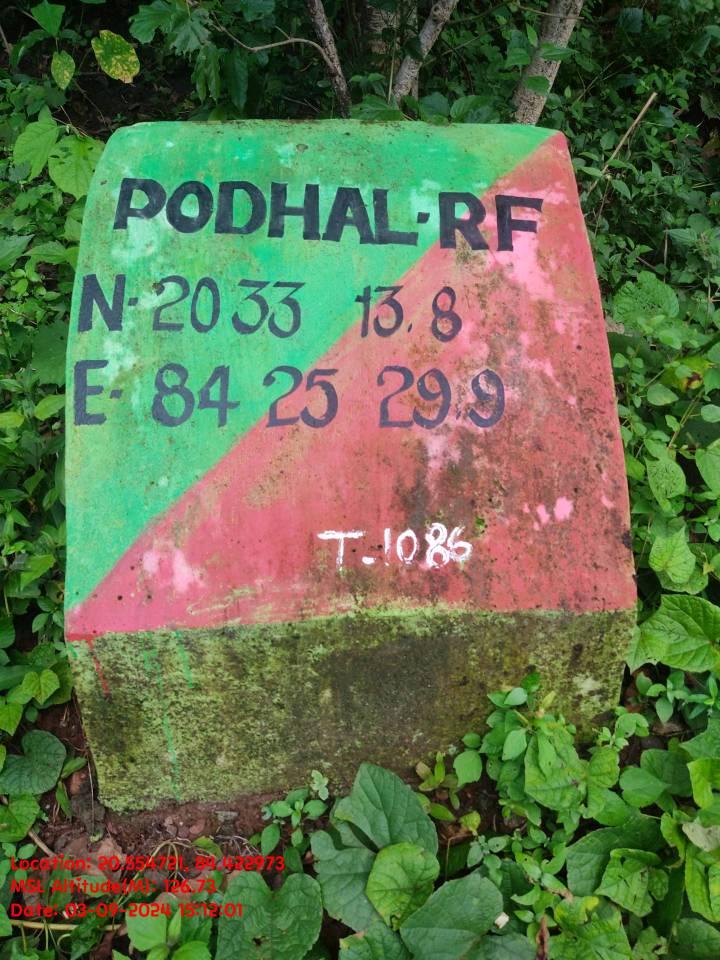 PODHAL·RF
N· 20 33 13.8
E· 84 25 29.9
T-1086
Location: 20.554721, 84.422973
MSL Altitude(M): 126.73
Date: 03-09-2024 15:12:01